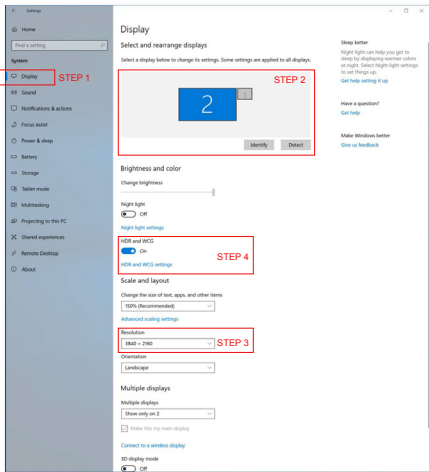 Settings
Home
Find a setting
System
Display
STEP 1
Sound
Notifications & actions
Focus assist
Power & sleep
Battery
Storage
Tablet mode
Multitasking
Projecting to this PC
Shared experiences
Remote Desktop
About
Display
Select and rearrange displays
Select a display below to change its settings. Some settings are applied to all displays.
STEP 2
2
1
Identify
Detect
Brightness and color
Change brightness
Night light
Off
Night light settings
HDR and WCG
On
STEP 4
HDR and WCG settings
Scale and layout
Change the size of text, apps, and other items
150% (Recommended)
Advanced scaling settings
Resolution
3840 × 2160
STEP 3
Orientation
Landscape
Multiple displays
Multiple displays
Show only on 2
Make this my main display
Connect to a wireless display
3D display mode
Off
Sleep better
Night light can help you get to
sleep by displaying warmer colors
at night. Select Night light settings
to set things up.
Get help setting it up
Have a question?
Get help
Make Windows better
Give us feedback